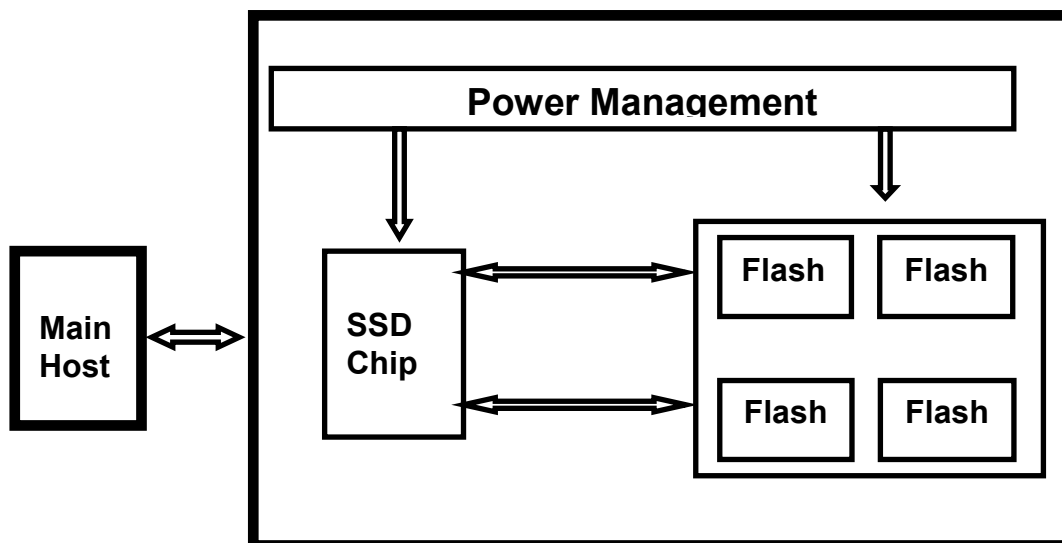 Power Management
Main
Host
SSD
Chip
Flash
Flash
Flash
Flash